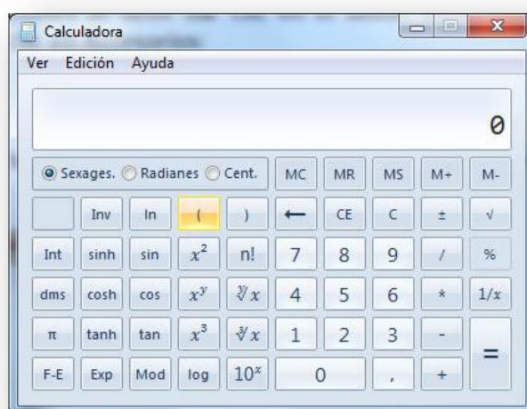 Calculadora
Ver Edición Ayuda
0
Sexages. Radianes Cent. MC MR MS M+ M-
Inv ln ( ) ← CE C ± √
Int sinh sin x² n! 7 8 9 / %
dms cosh cos xʸ ʸ√x 4 5 6 * 1/x
π tanh tan x³ ³√x 1 2 3 - =
F-E Exp Mod log 10ˣ 0 , +